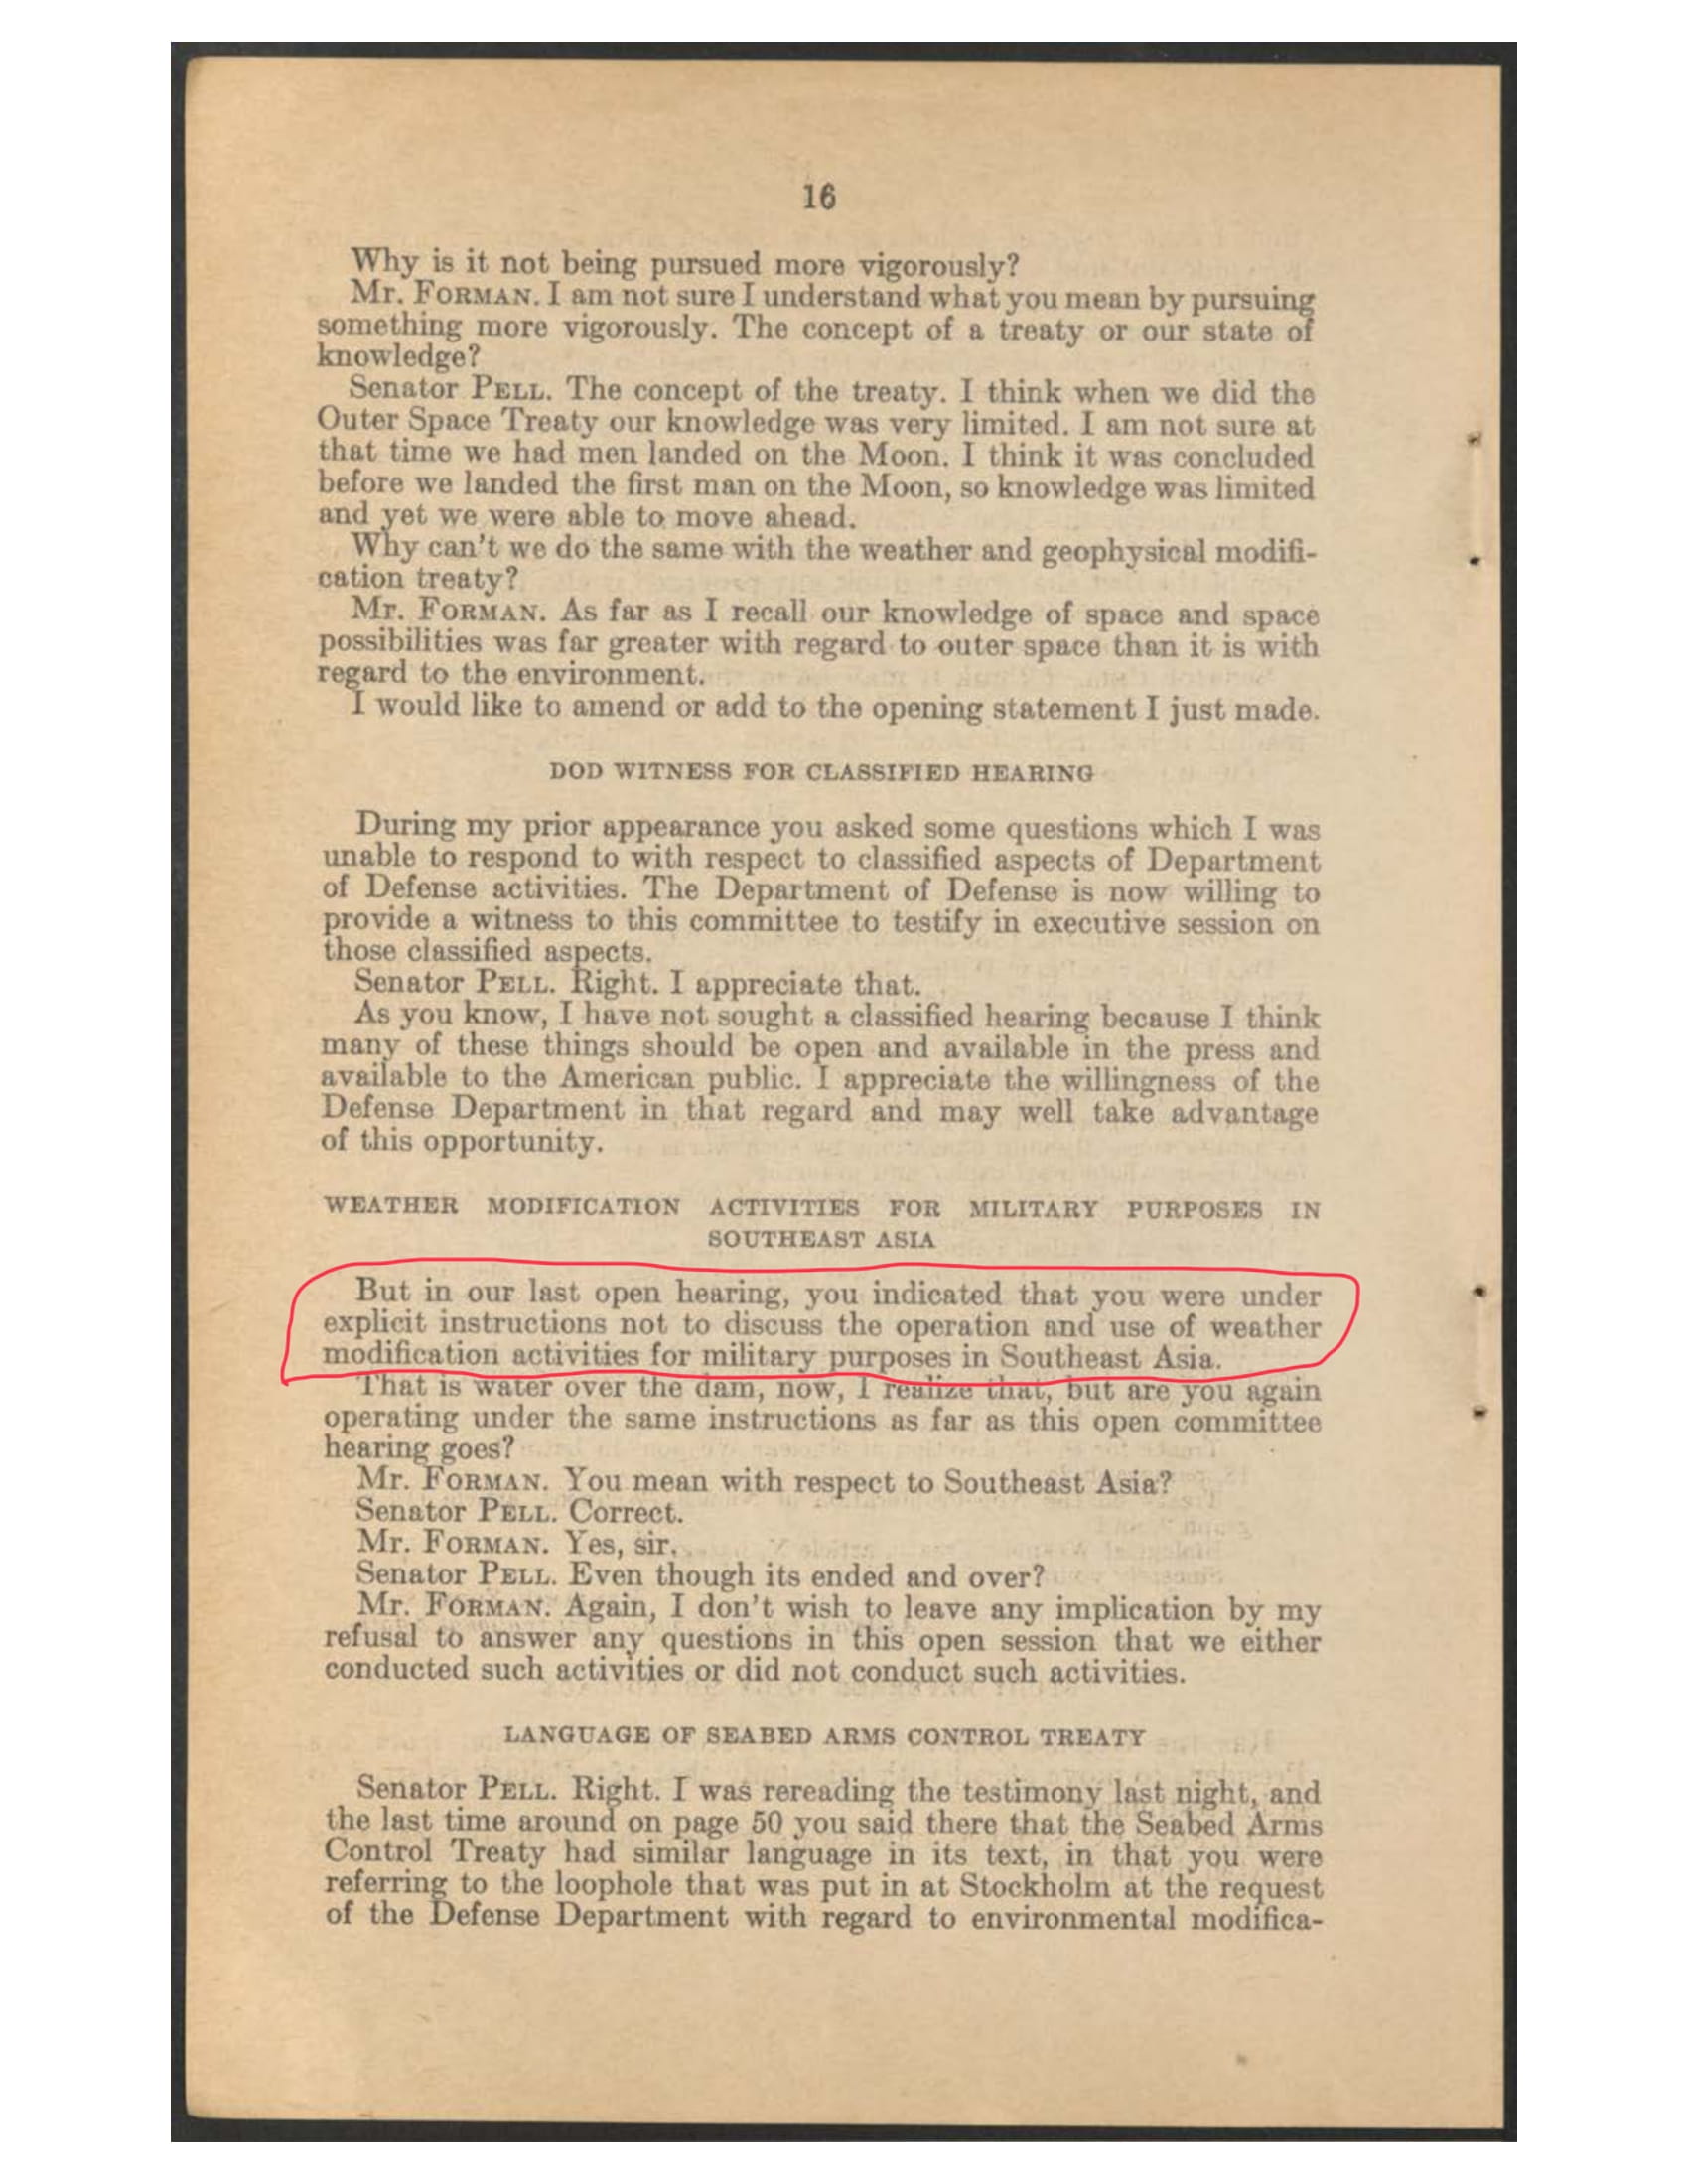 16
Why is it not being pursued more vigorously?
Mr. FORMAN. I am not sure I understand what you mean by pursuing
something more vigorously. The concept of a treaty or our state of
knowledge?
Senator PELL. The concept of the treaty. I think when we did the
Outer Space Treaty our knowledge was very limited. I am not sure at
that time we had men landed on the Moon. I think it was concluded
before we landed the first man on the Moon, so knowledge was limited
and yet we were able to move ahead.
Why can't we do the same with the weather and geophysical modifi-
cation treaty?
Mr. FORMAN. As far as I recall our knowledge of space and space
possibilities was far greater with regard to outer space than it is with
regard to the environment.
I would like to amend or add to the opening statement I just made.
DOD WITNESS FOR CLASSIFIED HEARING
During my prior appearance you asked some questions which I was
unable to respond to with respect to classified aspects of Department
of Defense activities. The Department of Defense is now willing to
provide a witness to this committee to testify in executive session on
those classified aspects.
Senator PELL. Right. I appreciate that.
As you know, I have not sought a classified hearing because I think
many of these things should be open and available in the press and
available to the American public. I appreciate the willingness of the
Defense Department in that regard and may well take advantage
of this opportunity.
WEATHER MODIFICATION ACTIVITIES FOR MILITARY PURPOSES IN
SOUTHEAST ASIA
But in our last open hearing, you indicated that you were under
explicit instructions not to discuss the operation and use of weather
modification activities for military purposes in Southeast Asia.
That is water over the dam, now, I realize that, but are you again
operating under the same instructions as far as this open committee
hearing goes?
Mr. FORMAN. You mean with respect to Southeast Asia?
Senator PELL. Correct.
Mr. FORMAN. Yes, sir.
Senator PELL. Even though its ended and over?
Mr. FORMAN. Again, I don't wish to leave any implication by my
refusal to answer any questions in this open session that we either
conducted such activities or did not conduct such activities.
LANGUAGE OF SEABED ARMS CONTROL TREATY
Senator PELL. Right. I was rereading the testimony last night, and
the last time around on page 50 you said there that the Seabed Arms
Control Treaty had similar language in its text, in that you were
referring to the loophole that was put in at Stockholm at the request
of the Defense Department with regard to environmental modifica-